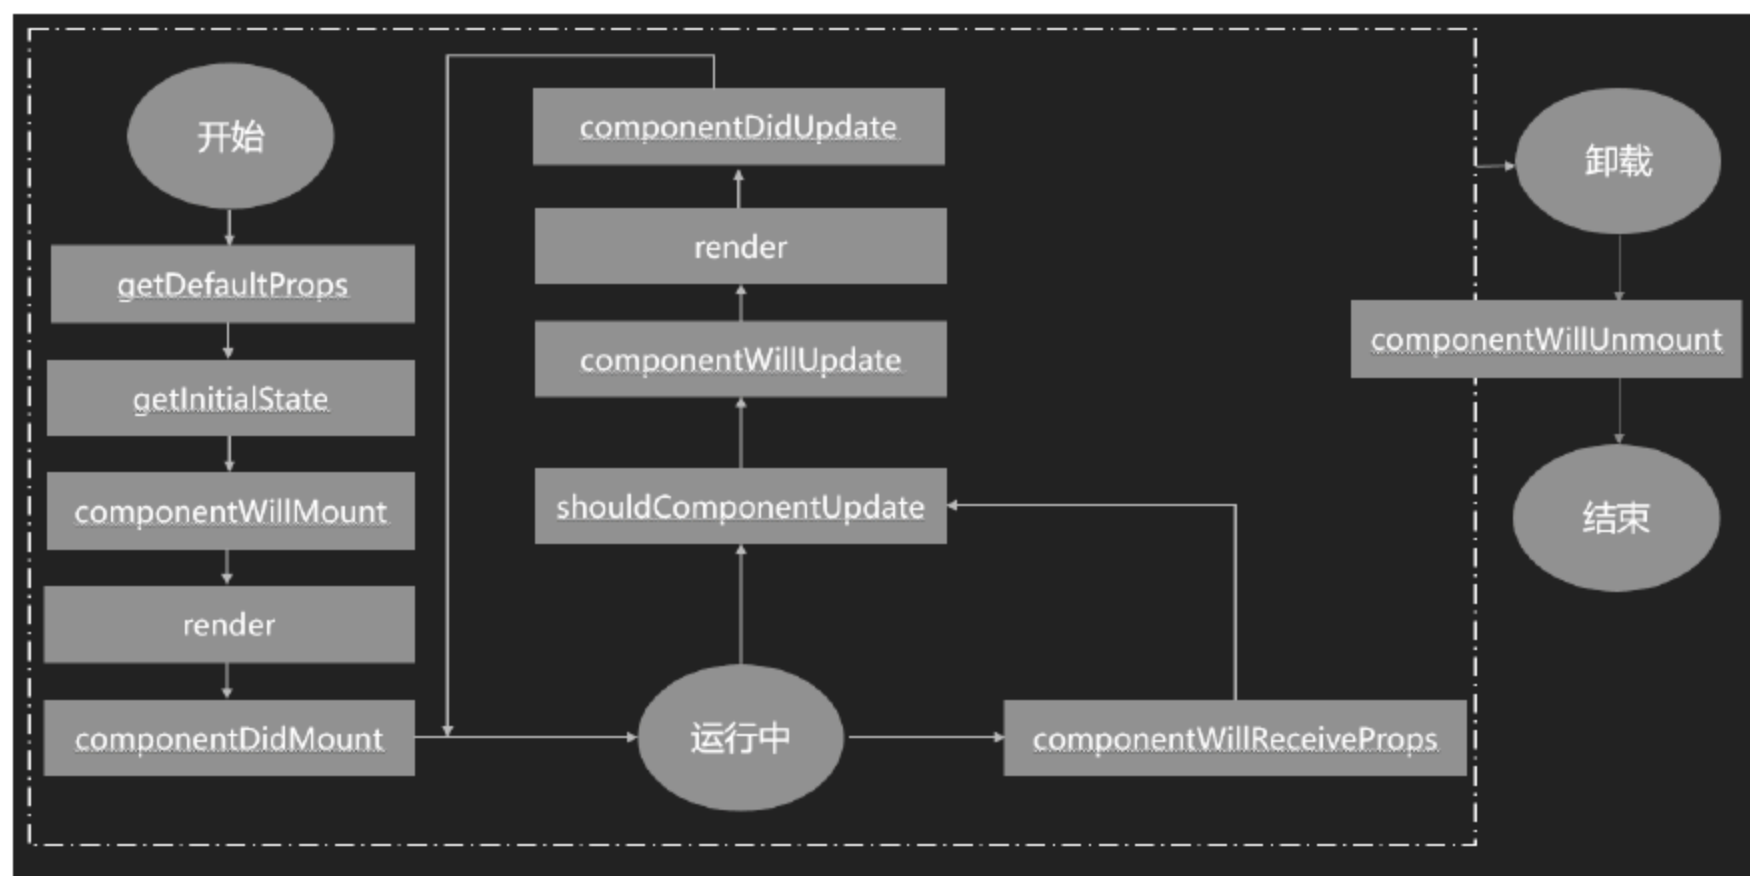 开始
getDefaultProps
getInitialState
componentWillMount
render
componentDidMount
componentDidUpdate
render
componentWillUpdate
shouldComponentUpdate
运行中
componentWillReceiveProps
卸载
componentWillUnmount
结束